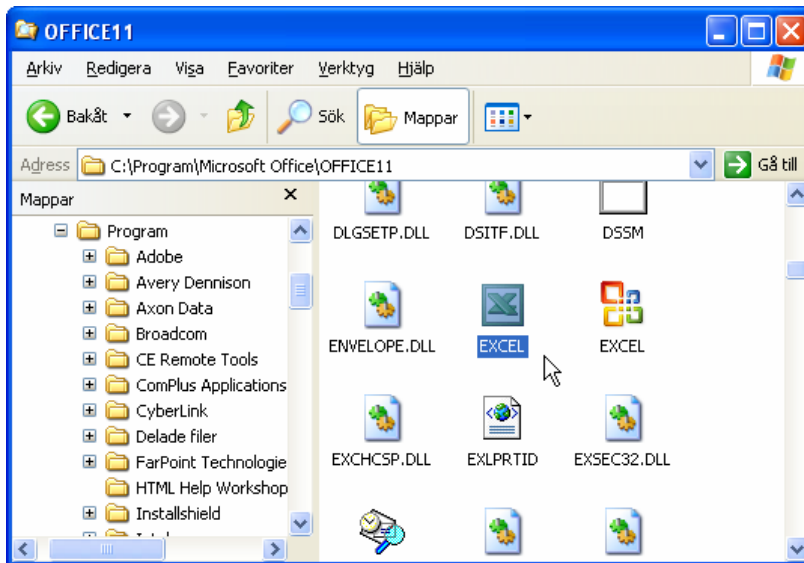 OFFICE11
Arkiv Redigera Visa Favoriter Verktyg Hjälp
Bakåt Sök Mappar
Adress C:\Program\Microsoft Office\OFFICE11 Gå till
Mappar
Program
Adobe
Avery Dennison
Axon Data
Broadcom
CE Remote Tools
ComPlus Applications
CyberLink
Delade filer
FarPoint Technologie
HTML Help Workshop
Installshield
DLGSETP.DLL DSITF.DLL DSSM
ENVELOPE.DLL EXCEL EXCEL
EXCHCSP.DLL EXLPRTID EXSEC32.DLL